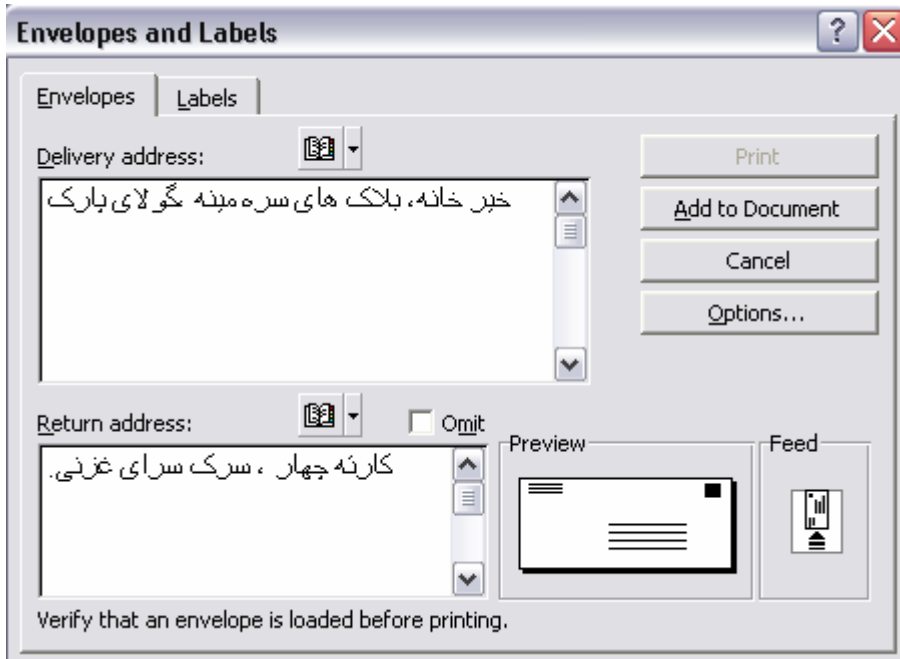 Envelopes and Labels
Envelopes
Labels
Delivery address:
خیر خانه، بلاک های سره مینه گولای پارک
Print
Add to Document
Cancel
Options...
Return address:
Omit
کارته چهار ، سرک سرای غزنی.
Preview
Feed
Verify that an envelope is loaded before printing.